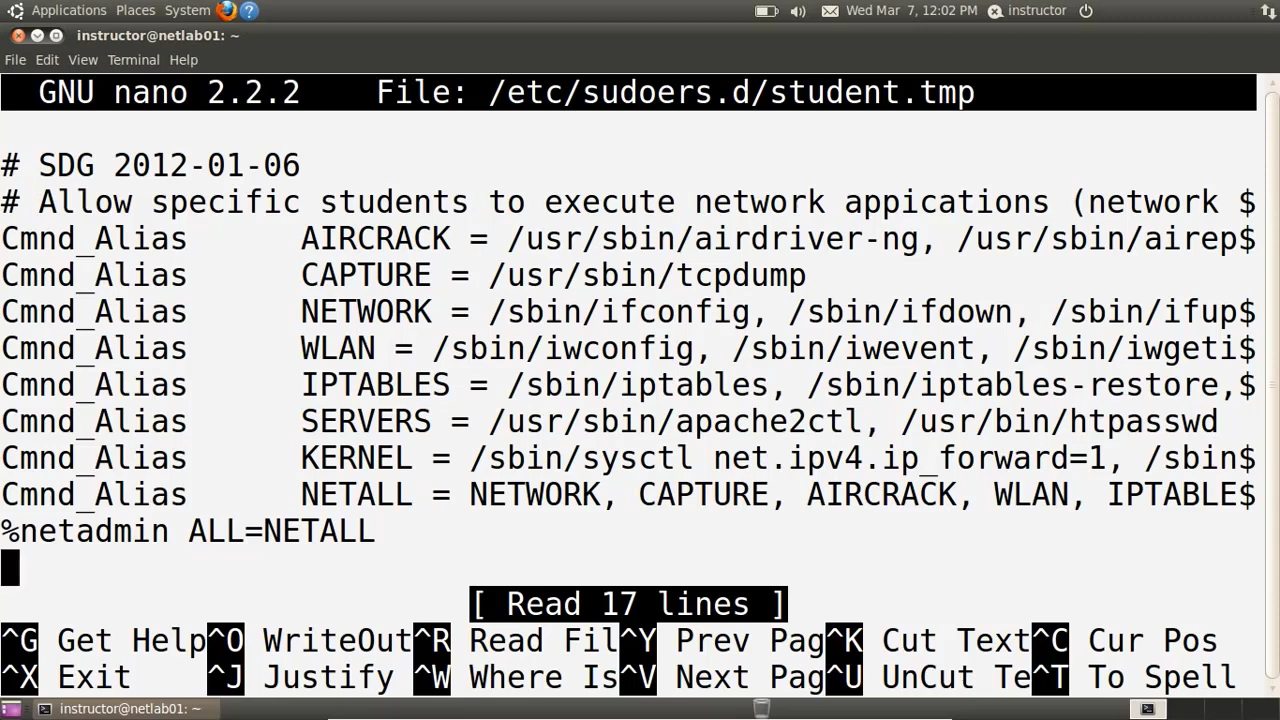 Applications Places System Wed Mar 7, 12:02 PM instructor
instructor@netlab01: ~
File Edit View Terminal Help
GNU nano 2.2.2 File: /etc/sudoers.d/student.tmp
# SDG 2012-01-06
# Allow specific students to execute network appications (network $
Cmnd_Alias AIRCRACK = /usr/sbin/airdriver-ng, /usr/sbin/airep$
Cmnd_Alias CAPTURE = /usr/sbin/tcpdump
Cmnd_Alias NETWORK = /sbin/ifconfig, /sbin/ifdown, /sbin/ifup$
Cmnd_Alias WLAN = /sbin/iwconfig, /sbin/iwevent, /sbin/iwgeti$
Cmnd_Alias IPTABLES = /sbin/iptables, /sbin/iptables-restore,$
Cmnd_Alias SERVERS = /usr/sbin/apache2ctl, /usr/bin/htpasswd
Cmnd_Alias KERNEL = /sbin/sysctl net.ipv4.ip_forward=1, /sbin$
Cmnd_Alias NETALL = NETWORK, CAPTURE, AIRCRACK, WLAN, IPTABLE$
%netadmin ALL=NETALL
[ Read 17 lines ]
^G Get Help ^O WriteOut ^R Read Fil ^Y Prev Pag ^K Cut Text ^C Cur Pos
^X Exit ^J Justify ^W Where Is ^V Next Pag ^U UnCut Te ^T To Spell
instructor@netlab01: ~